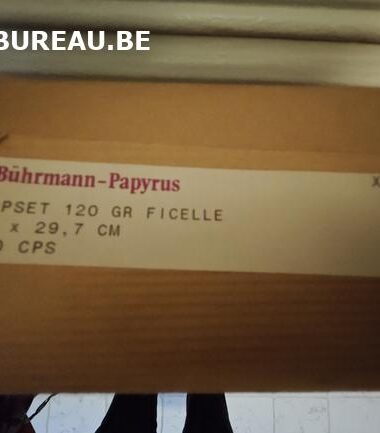 BUREAU.BE
Bührmann-Papyrus
X
PSET 120 GR FICELLE
x 29,7 CM
CPS